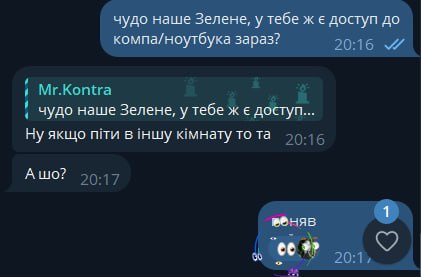 чудо наше Зелене, у тебе ж є доступ до
компа/ноутбука зараз?
20:16
Mr.Kontra
чудо наше Зелене, у тебе ж є доступ...
Ну якщо піти в іншу кімнату то та
20:16
А шо?
20:17
поняв
1
20:17